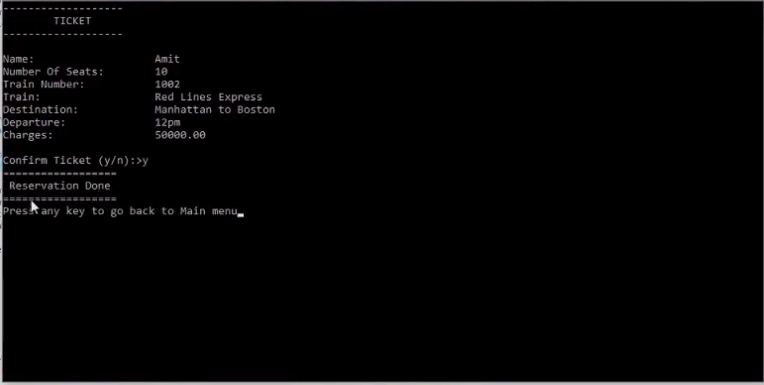 -------------------
TICKET
-------------------
Name: Amit
Number Of Seats: 10
Train Number: 1002
Train: Red Lines Express
Destination: Manhattan to Boston
Departure: 12pm
Charges: 50000.00
Confirm Ticket (y/n):>y
==================
Reservation Done
==================
Press any key to go back to Main menu